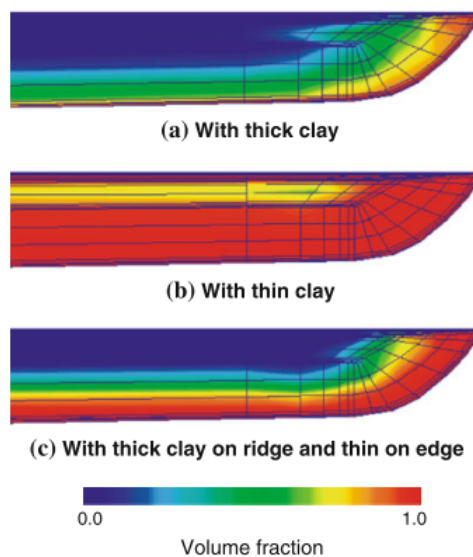 (a) With thick clay
(b) With thin clay
(c) With thick clay on ridge and thin on edge
0.0 1.0
Volume fraction